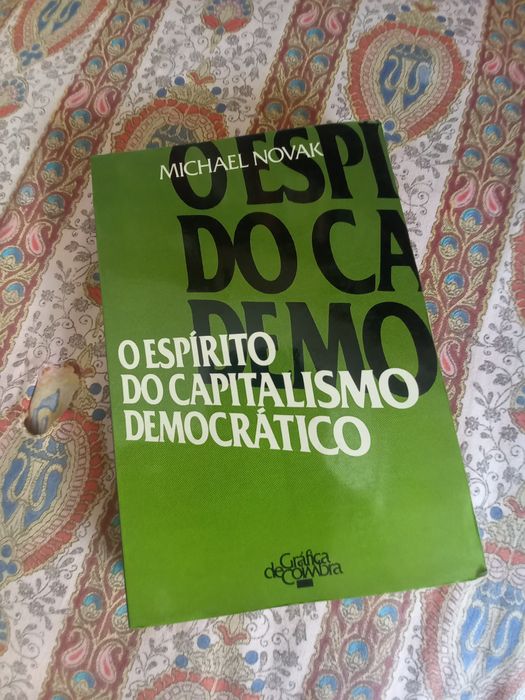 MICHAEL NOVAK
O ESPI
DO CA
DEMO
O ESPÍRITO
DO CAPITALISMO
DEMOCRÁTICO
Gráfica
de Coimbra